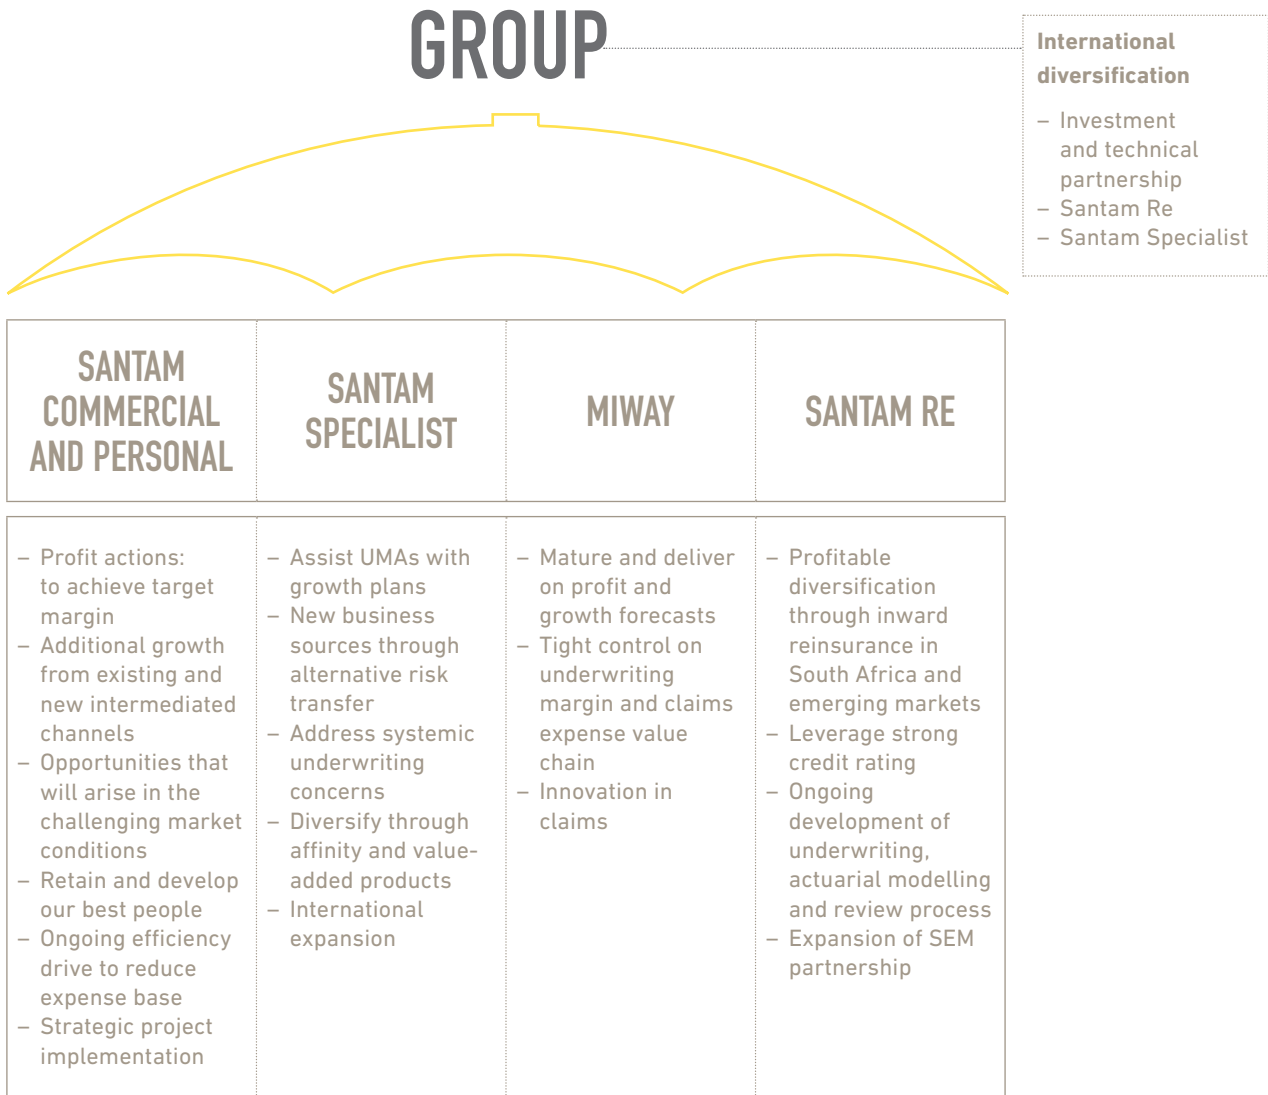 GROUP
International
diversification
– Investment
and technical
partnership
– Santam Re
– Santam Specialist
SANTAM
COMMERCIAL
AND PERSONAL
SANTAM
SPECIALIST
MIWAY
SANTAM RE
– Profit actions:
to achieve target
margin
– Additional growth
from existing and
new intermediated
channels
– Opportunities that
will arise in the
challenging market
conditions
– Retain and develop
our best people
– Ongoing efficiency
drive to reduce
expense base
– Strategic project
implementation
– Assist UMAs with
growth plans
– New business
sources through
alternative risk
transfer
– Address systemic
underwriting
concerns
– Diversify through
affinity and value-
added products
– International
expansion
– Mature and deliver
on profit and
growth forecasts
– Tight control on
underwriting
margin and claims
expense value
chain
– Innovation in
claims
– Profitable
diversification
through inward
reinsurance in
South Africa and
emerging markets
– Leverage strong
credit rating
– Ongoing
development of
underwriting,
actuarial modelling
and review process
– Expansion of SEM
partnership